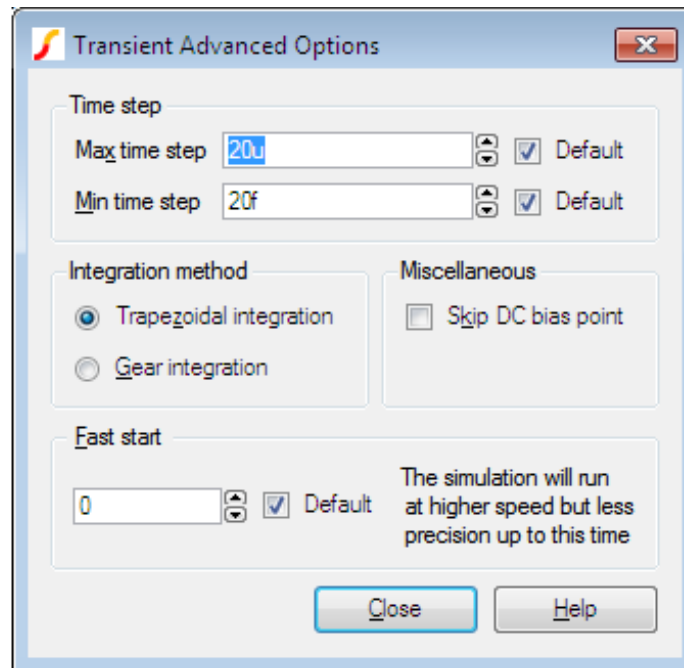 Transient Advanced Options
Time step
Max time step 20u Default
Min time step 20f Default
Integration method
Trapezoidal integration
Gear integration
Miscellaneous
Skip DC bias point
Fast start
0 Default
The simulation will run
at higher speed but less
precision up to this time
Close Help